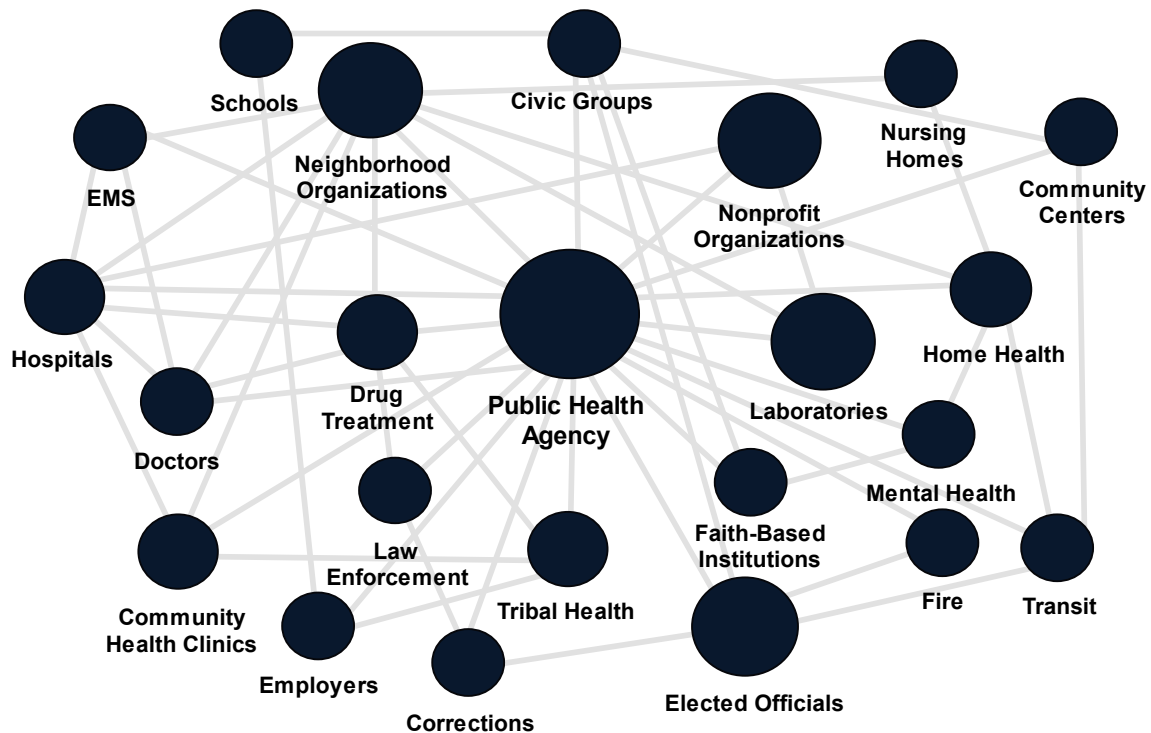 Schools
Civic Groups
Nursing
Homes
Neighborhood
Organizations
EMS
Community
Centers
Nonprofit
Organizations
Hospitals
Home Health
Drug
Treatment
Public Health
Agency
Laboratories
Doctors
Mental Health
Law
Enforcement
Faith-Based
Institutions
Tribal Health
Fire
Transit
Community
Health Clinics
Employers
Corrections
Elected Officials